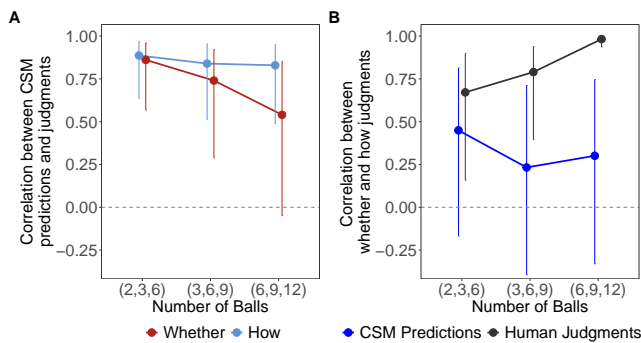 A
Correlation between CSM
predictions and judgments
1.00
0.75
0.50
0.25
0.00
−0.25
(2,3,6) (3,6,9) (6,9,12)
Number of Balls
Whether How
B
Correlation between
whether and how judgments
1.00
0.75
0.50
0.25
0.00
−0.25
(2,3,6) (3,6,9) (6,9,12)
Number of Balls
CSM Predictions Human Judgments